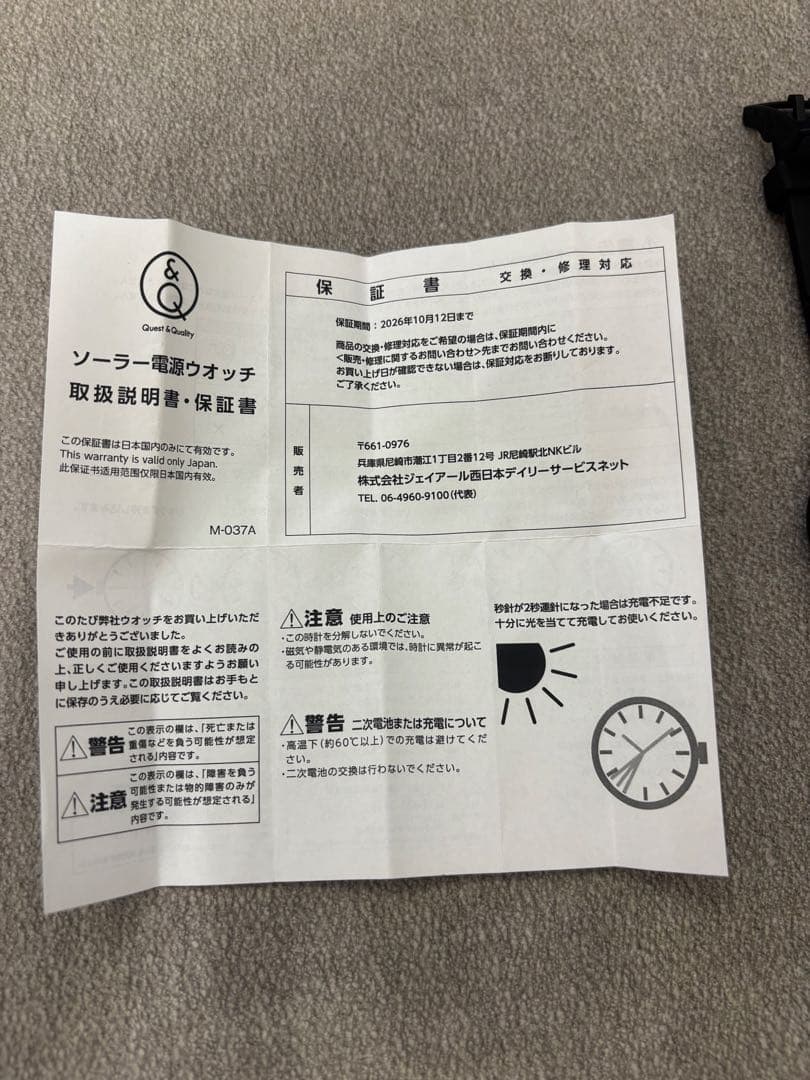 &
Q
Quest & Quality
ソーラー電源ウオッチ
取扱説明書・保証書
この保証書は日本国内のみにて有効です。
This warranty is valid only Japan.
此保证书适用范围仅限日本国内有效。
M-037A
保証書 交換・修理対応
保証期間：2026年10月12日まで
商品の交換・修理対応をご希望の場合は、保証期間内に
<販売・修理に関するお問い合わせ>先までお問い合わせください。
お買い上げ日が確認できない場合は、保証対応をお断りしております。
ご了承ください。
販売者
〒661-0976
兵庫県尼崎市潮江1丁目2番12号 JR尼崎駅北NKビル
株式会社ジェイアール西日本デイリーサービスネット
TEL. 06-4960-9100(代表)
このたび弊社ウオッチをお買い上げいただ
きありがとうございました。
ご使用の前に取扱説明書をよくお読みの
上、正しくご使用くださいますようお願い
申し上げます。この取扱説明書はお手もと
に保存のうえ必要に応じてご覧ください。
警告
この表示の欄は、「死亡または
重傷などを負う可能性が想定
される」内容です。
注意
この表示の欄は、「障害を負う
可能性または物的障害のみが
発生する可能性が想定される」
内容です。
注意 使用上のご注意
・この時計を分解しないでください。
・磁気や静電気のある環境では、時計に異常が起こ
る可能性があります。
警告 二次電池または充電について
・高温下(約60℃以上)での充電は避けてくだ
さい。
・二次電池の交換は行わないでください。
秒針が2秒運針になった場合は充電不足です。
十分に光を当てて充電してお使いください。